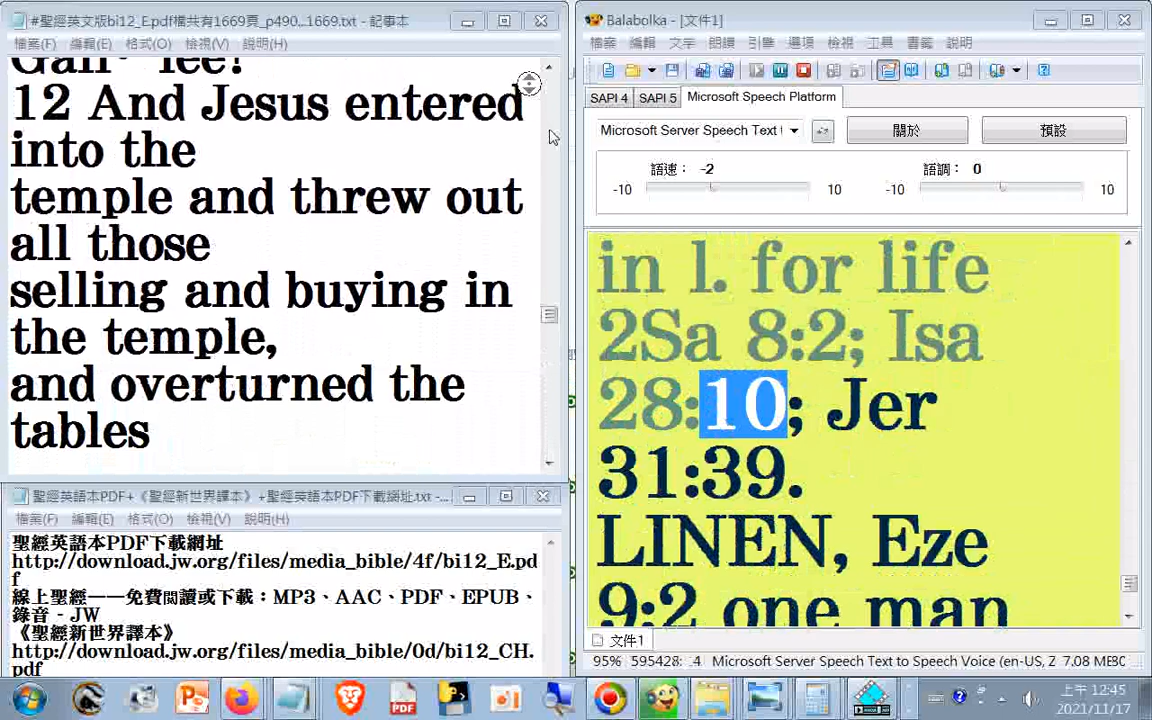 #聖經英文版bi12_E.pdf檔共有1669頁_p490...1669.txt - 記事本
檔案(F) 編輯(E) 格式(O) 檢視(V) 說明(H)
Gal′i·lee!
12 And Jesus entered
into the
temple and threw out
all those
selling and buying in
the temple,
and overturned the
tables
聖經英語本PDF+《聖經新世界譯本》+聖經英語本PDF下載網址.txt -...
檔案(F) 編輯(E) 格式(O) 檢視(V) 說明(H)
聖經英語本PDF下載網址
http://download.jw.org/files/media_bible/4f/bi12_E.pd
f
線上聖經——免費閱讀或下載：MP3、AAC、PDF、EPUB、
錄音 - JW
《聖經新世界譯本》
http://download.jw.org/files/media_bible/0d/bi12_CH.
pdf
Balabolka - [文件1]
檔案 編輯 文字 朗讀 引擎 選項 檢視 工具 書籤 說明
SAPI 4 SAPI 5 Microsoft Speech Platform
Microsoft Server Speech Text 關於 預設
語速： -2 語調： 0
-10 10 -10 10
in l. for life
2Sa 8:2; Isa
28:10; Jer
31:39.
LINEN, Eze
9:2 one man
文件1
95% 595428: .4 Microsoft Server Speech Text to Speech Voice (en-US, Z 7.08 МЕВС
上午 12:45
2021/11/17